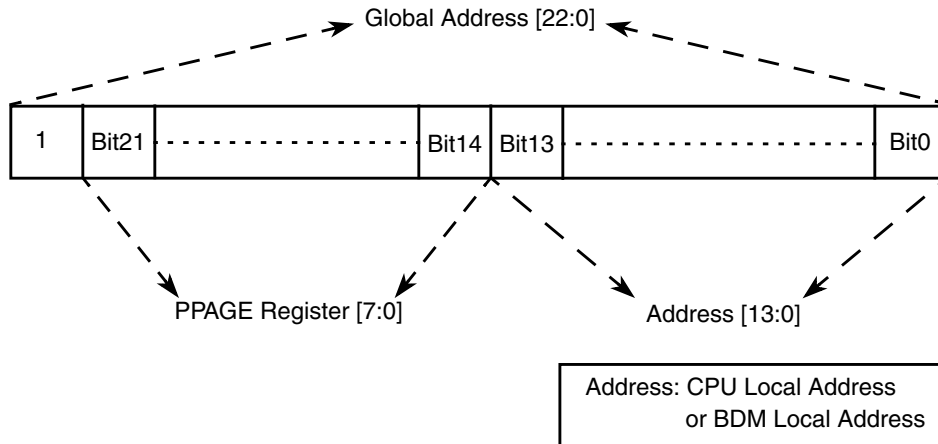 Global Address [22:0]
1 Bit21 Bit14 Bit13 Bit0
PPAGE Register [7:0] Address [13:0]
Address: CPU Local Address
or BDM Local Address